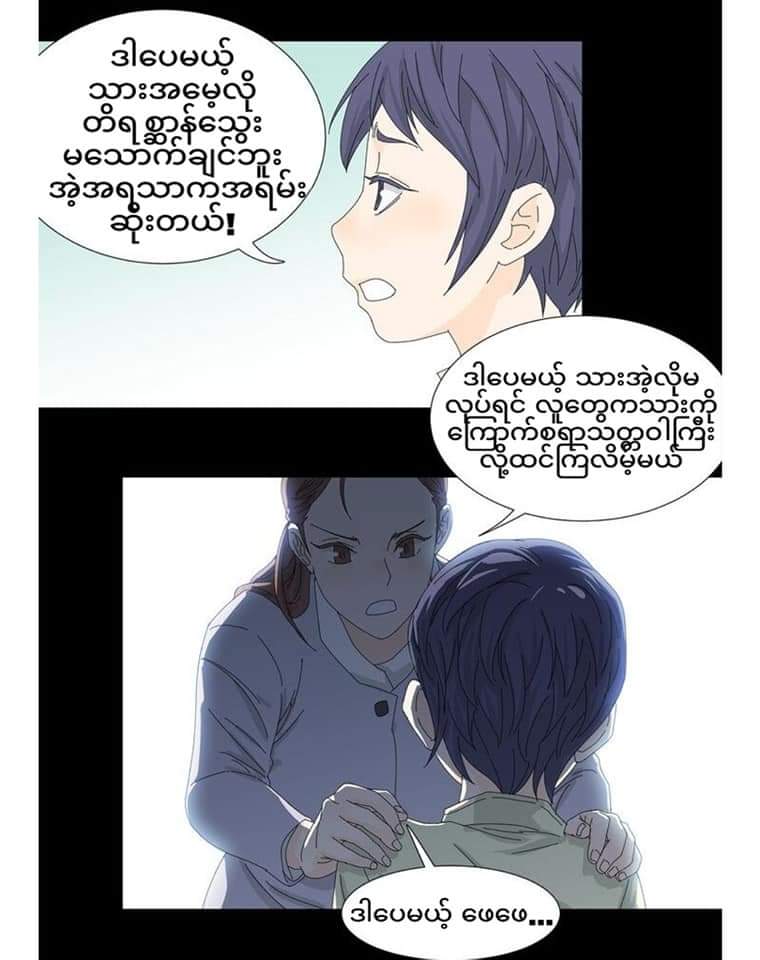 ဒါပေမယ့်
သားအမေ့လို
တိရစ္ဆာန်သွေး
မသောက်ချင်ဘူး
အဲ့အရသာကအရမ်း
ဆိုးတယ်!
ဒါပေမယ့် သားအဲ့လိုမ
လုပ်ရင် လူတွေကသားကို
ကြောက်စရာသတ္တဝါကြီး
လို့ထင်ကြလိမ့်မယ်
ဒါပေမယ့် ဖေဖေ...